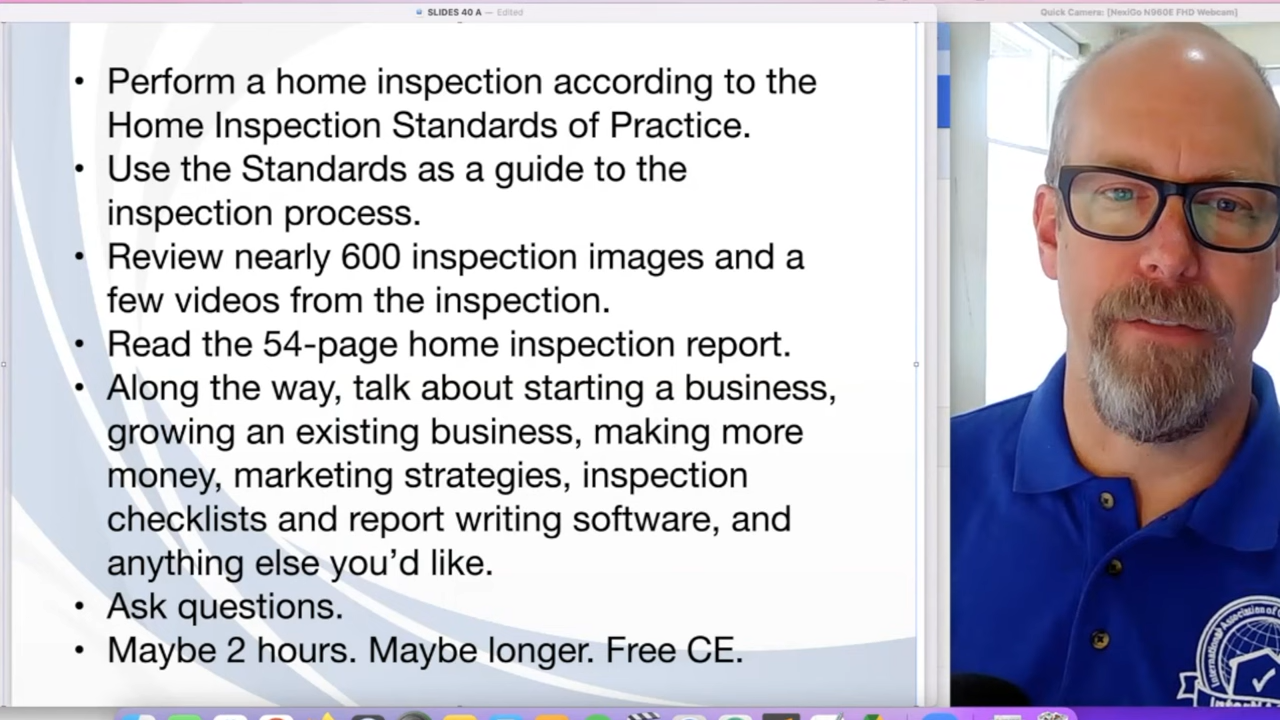 SLIDES 40 A — Edited
Quick Camera: [NexiGo N960E FHD Webcam]
• Perform a home inspection according to the
Home Inspection Standards of Practice.
• Use the Standards as a guide to the
inspection process.
• Review nearly 600 inspection images and a
few videos from the inspection.
• Read the 54-page home inspection report.
• Along the way, talk about starting a business,
growing an existing business, making more
money, marketing strategies, inspection
checklists and report writing software, and
anything else you’d like.
• Ask questions.
• Maybe 2 hours. Maybe longer. Free CE.
International Association of